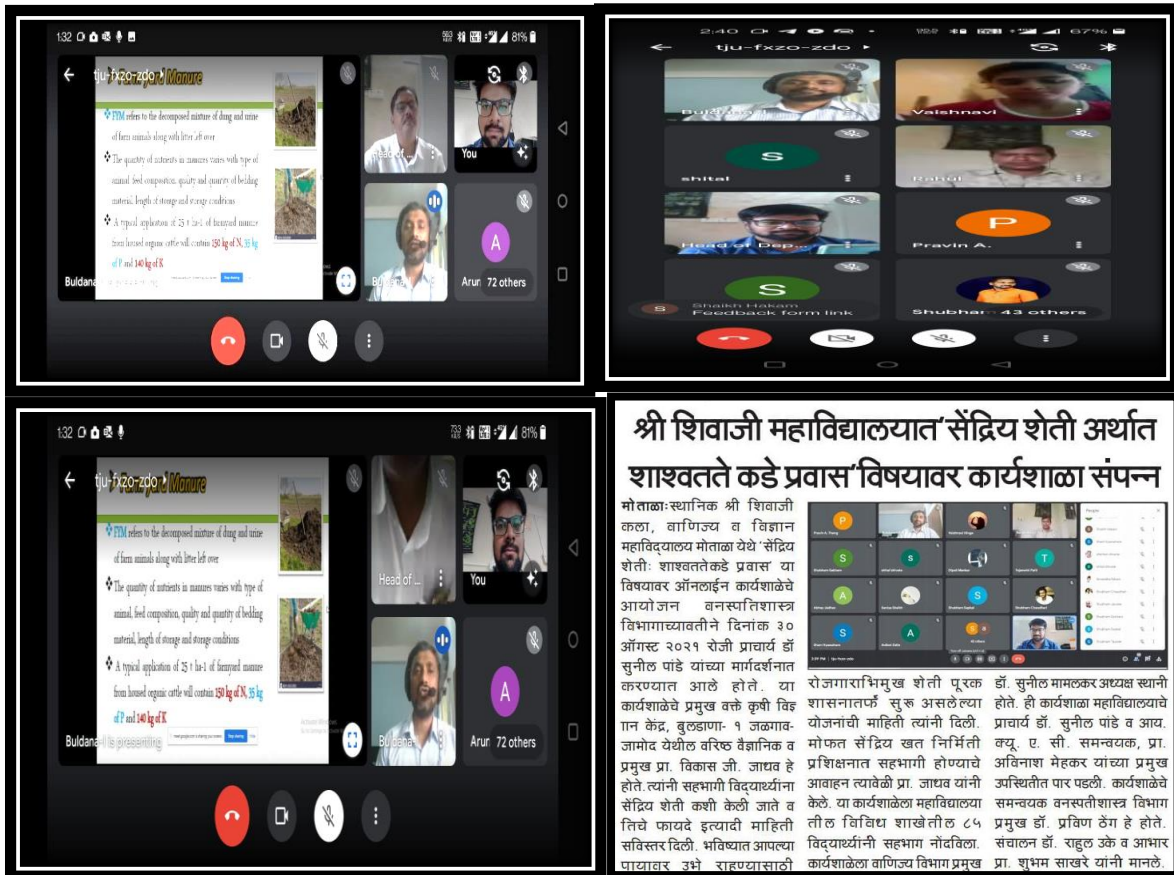 1:32
81%
tju-fxzo-zdo
Farm yard Manure
❖ FYM refers to the decomposed mixture of dung and urine
of farm animals along with litter left over
❖ The quantity of nutrients in manures varies with type of
animal, feed composition, quality and quantity of bedding
material, length of storage and storage conditions
❖ A typical application of 25 t ha-1 of farmyard manure
from housed organic cattle will contain 150 kg of N, 35 kg
of P and 140 kg of K
Head of ...
You
A
72 others
2:40
67%
tju-fxzo-zdo
Vaishnavi
S
shital
Rahul
Head of Dep...
P
Pravin A.
S
S
Shaikh Hakam
Feedback form link
Shubham
43 others
1:32
81%
tju-fxzo-zdo
Farm yard Manure
❖ FYM refers to the decomposed mixture of dung and urine
of farm animals along with litter left over
❖ The quantity of nutrients in manures varies with type of
animal, feed composition, quality and quantity of bedding
material, length of storage and storage conditions
❖ A typical application of 25 t ha-1 of farmyard manure
from housed organic cattle will contain 150 kg of N, 35 kg
of P and 140 kg of K
Buldana-I is presenting
Head of ...
You
Buldana-I
A
72 others
श्री शिवाजी महाविद्यालयात 'सेंद्रिय शेती अर्थात
शाश्वतते कडे प्रवास' विषयावर कार्यशाळा संपन्न
मोताळाः स्थानिक श्री शिवाजी
कला, वाणिज्य व विज्ञान
महाविद्यालय मोताळा येथे 'सेंद्रिय
शेतीः शाश्वततेकडे प्रवास' या
विषयावर ऑनलाईन कार्यशाळेचे
आयोजन वनस्पतिशास्त्र
विभागाच्यावतीने दिनांक ३०
ऑगस्ट २०२१ रोजी प्राचार्य डॉ
सुनील पांडे यांच्या मार्गदर्शनात
करण्यात आले होते. या
कार्यशाळेचे प्रमुख वक्ते कृषी विज्ञ
ान केंद्र, बुलडाणा- १ जळगाव-
जामोद येथील वरिष्ठ वैज्ञानिक व
प्रमुख प्रा. विकास जी. जाधव हे
होते. त्यांनी सहभागी विद्यार्थ्यांना
सेंद्रिय शेती कशी केली जाते व
तिचे फायदे इत्यादी माहिती
सविस्तर दिली. भविष्यात आपल्या
पायावर उभे राहण्यासाठी
रोजगाराभिमुख शेती पूरक
शासनातर्फे सुरू असलेल्या
योजनांची माहिती त्यांनी दिली.
मोफत सेंद्रिय खत निर्मिती
प्रशिक्षनात सहभागी होण्याचे
आवाहन त्यावेळी प्रा. जाधव यांनी
केले. या कार्यशाळेला महाविद्यालया
तील विविध शाखेतील ८५
विद्यार्थ्यांनी सहभाग नोंदविला.
कार्यशाळेला वाणिज्य विभाग प्रमुख
डॉ. सुनील मामलकर अध्यक्ष स्थानी
होते. ही कार्यशाळा महाविद्यालयाचे
प्राचार्य डॉ. सुनील पांडे व आय.
क्यू. ए. सी. समन्वयक, प्रा.
अविनाश मेहकर यांच्या प्रमुख
उपस्थितीत पार पडली. कार्यशाळेचे
समन्वयक वनस्पतीशास्त्र विभाग
प्रमुख डॉ. प्रविण ठेंग हे होते.
संचालन डॉ. राहुल उके व आभार
प्रा. शुभम साखरे यांनी मानले.